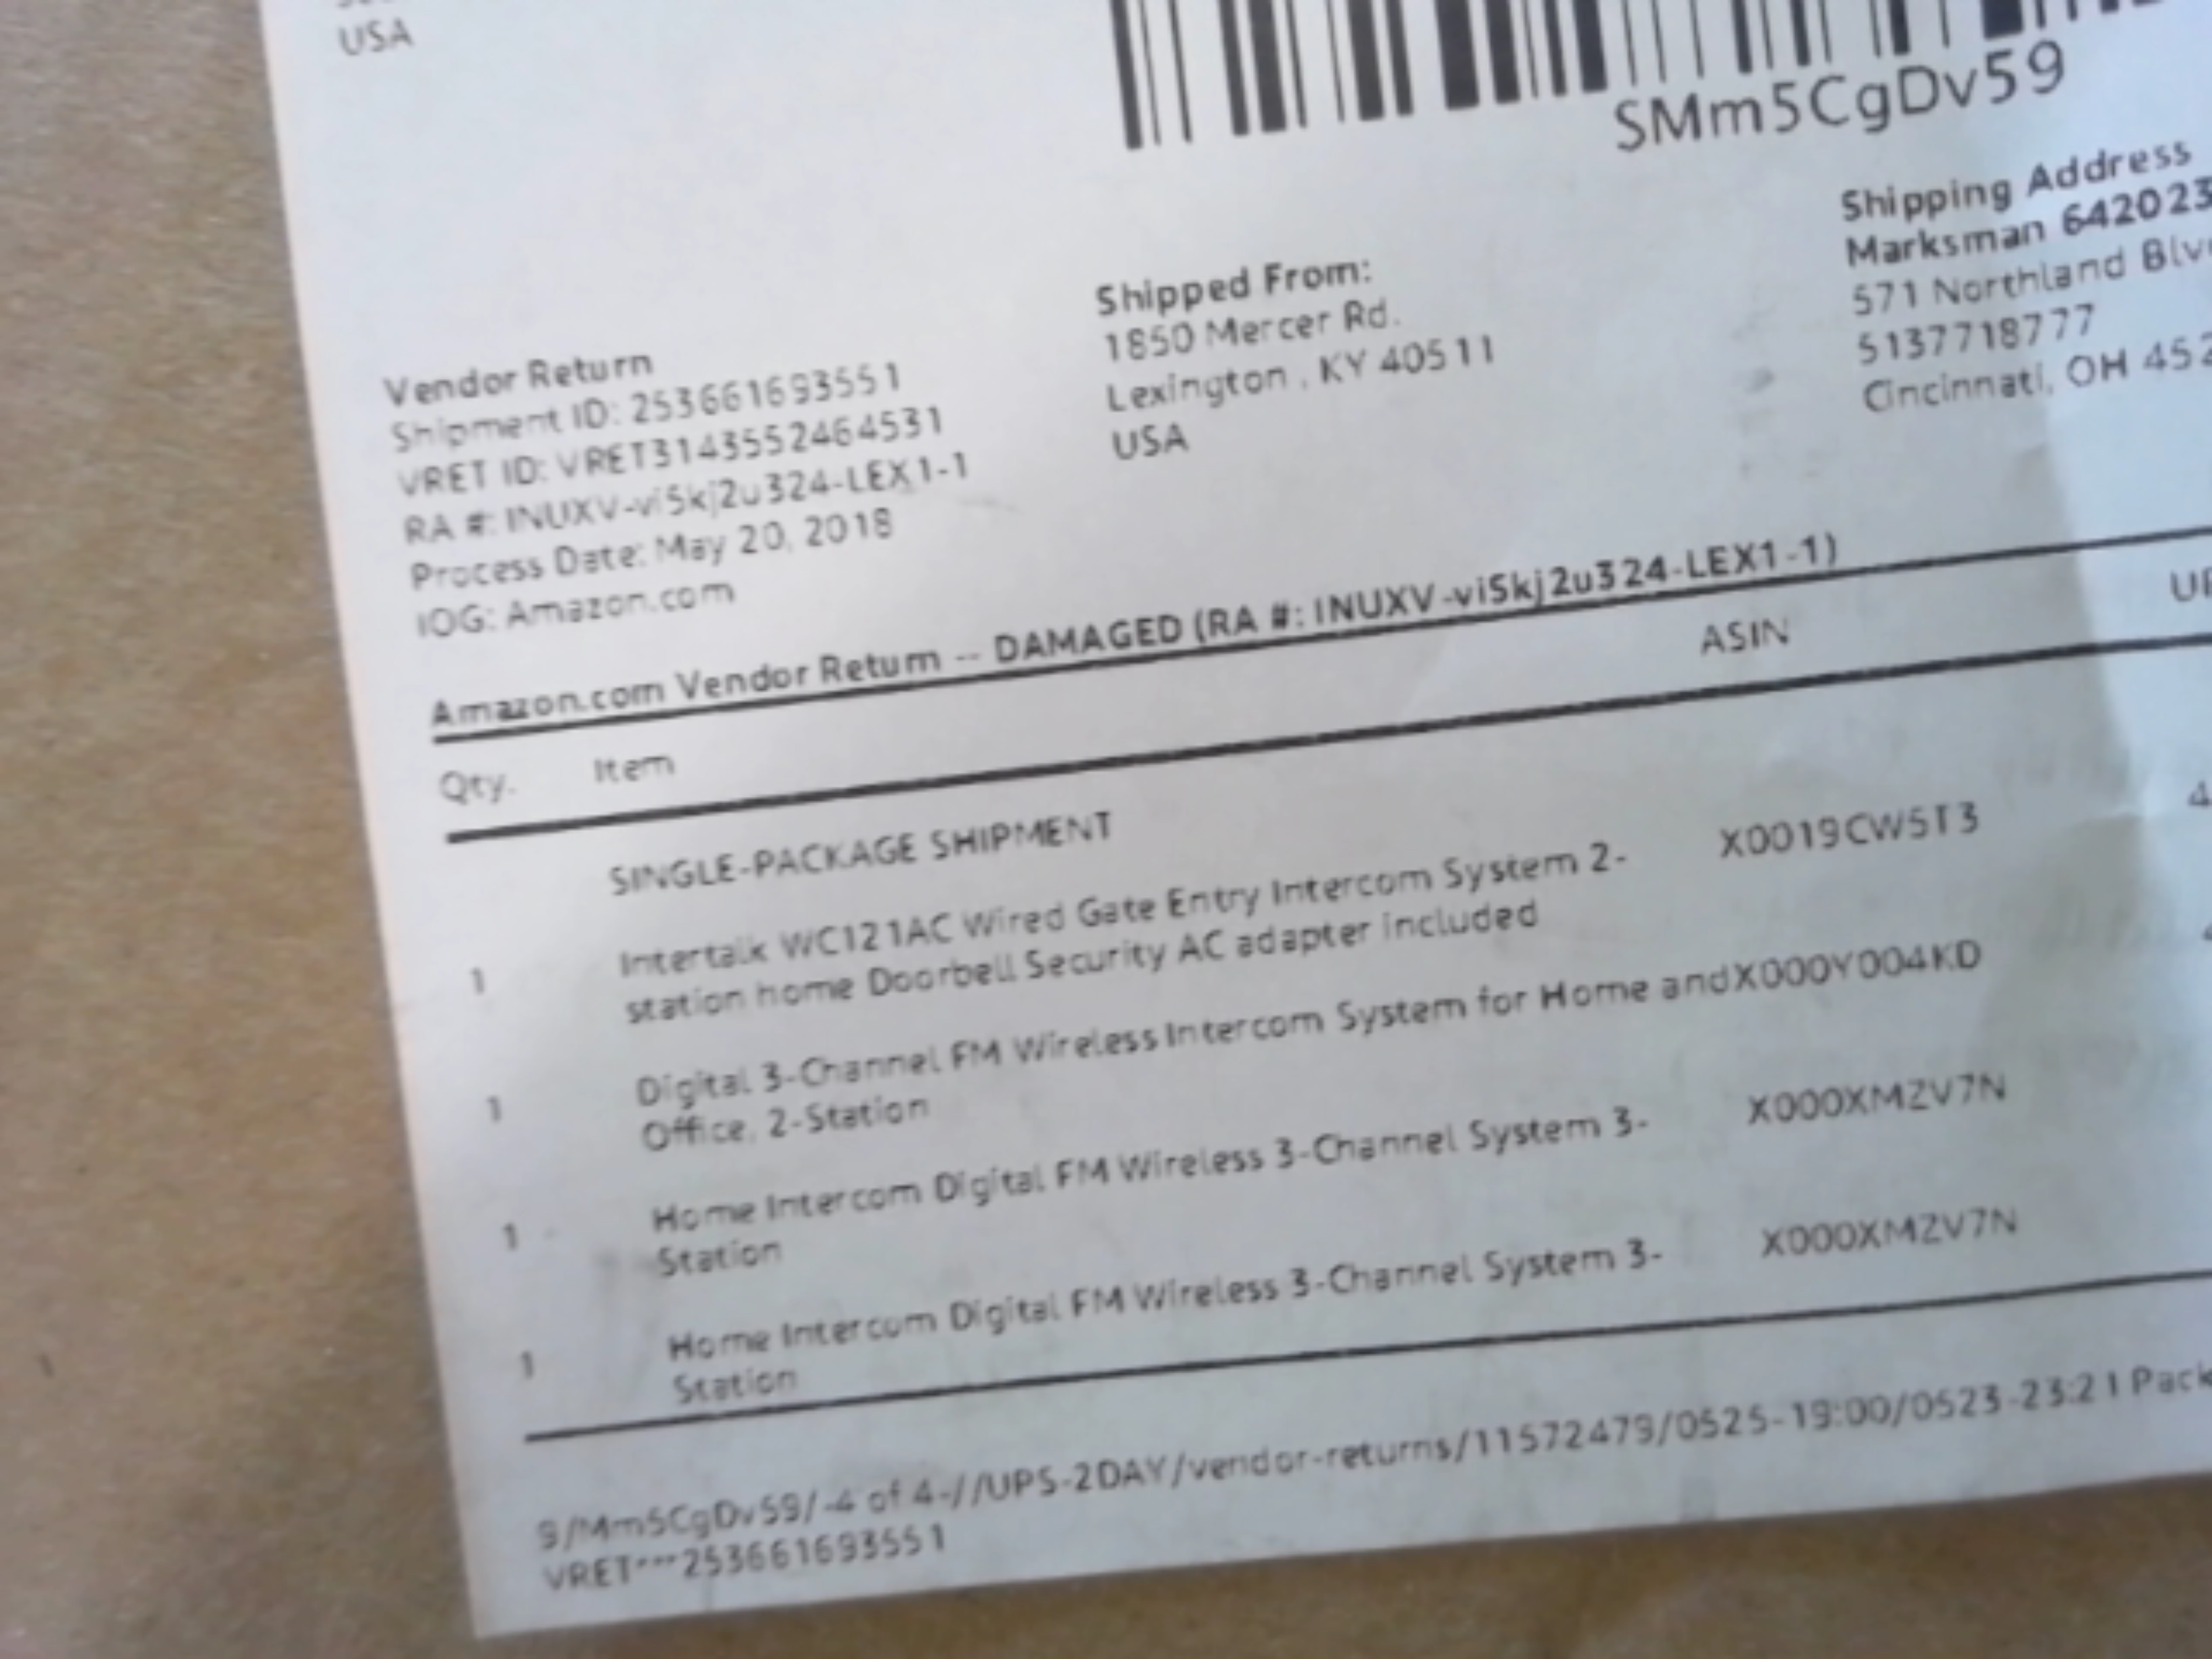 USA
SMm5CgDv59
Vendor Return
Shipment ID: 253661693551
VRET ID: VRET3143552464531
RA #: INUXV-vi5kj2u324-LEX1-1
Process Date: May 20, 2018
IOG: Amazon.com
Shipped From:
1850 Mercer Rd.
Lexington , KY 40511
USA
Shipping Address
Marksman 642023
571 Northland
5137718777
Cincinnati, OH
Amazon.com Vendor Return -- DAMAGED (RA #: INUXV-vi5kj2u324-LEX1-1)
Qty. Item ASIN
SINGLE-PACKAGE SHIPMENT
1 Intertalk WC121AC Wired Gate Entry Intercom System 2- X0019CW5T3
station home Doorbell Security AC adapter included
1 Digital 3-Channel FM Wireless Intercom System for Home andX000Y004KD
Office, 2-Station
1 Home Intercom Digital FM Wireless 3-Channel System 3- X000XMZV7N
Station
1 Home Intercom Digital FM Wireless 3-Channel System 3- X000XMZV7N
Station
9/Mm5CgDv59/-4 of 4-//UPS-2DAY/vendor-returns/11572479/0525-19:00/0523-23:21 Pack
VRET***253661693551